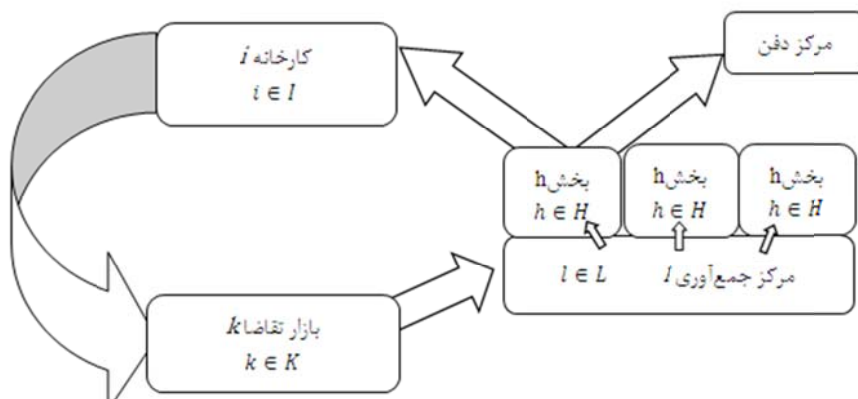 مرکز دفن
کارخانه i
i ∈ I
بخش h
h ∈ H
بخش h
h ∈ H
بخش h
h ∈ H
مرکز جمع‌آوری l l ∈ L
بازار تقاضا k
k ∈ K